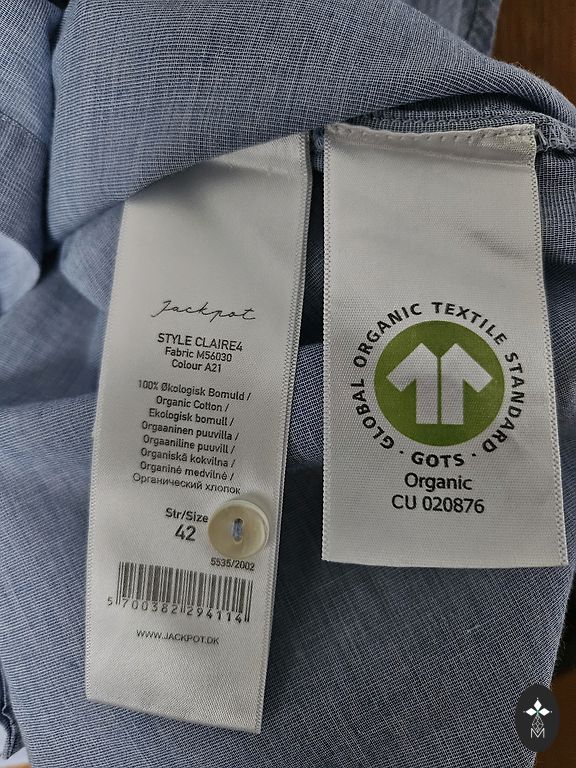 Jackpot
STYLE CLAIRE4
Fabric M56030
Colour A21
100% Økologisk Bomuld /
Organic Cotton /
Ekologisk bomull /
Orgaaninen puuvilla /
Orgaaniline puuvill /
Organiskā kokvilna /
Organinė medvilnė /
Органический хлопок
Str/Size
42
5535/2002
5 700382 294114
WWW.JACKPOT.DK
GLOBAL ORGANIC TEXTILE STANDARD
· GOTS ·
Organic
CU 020876
M